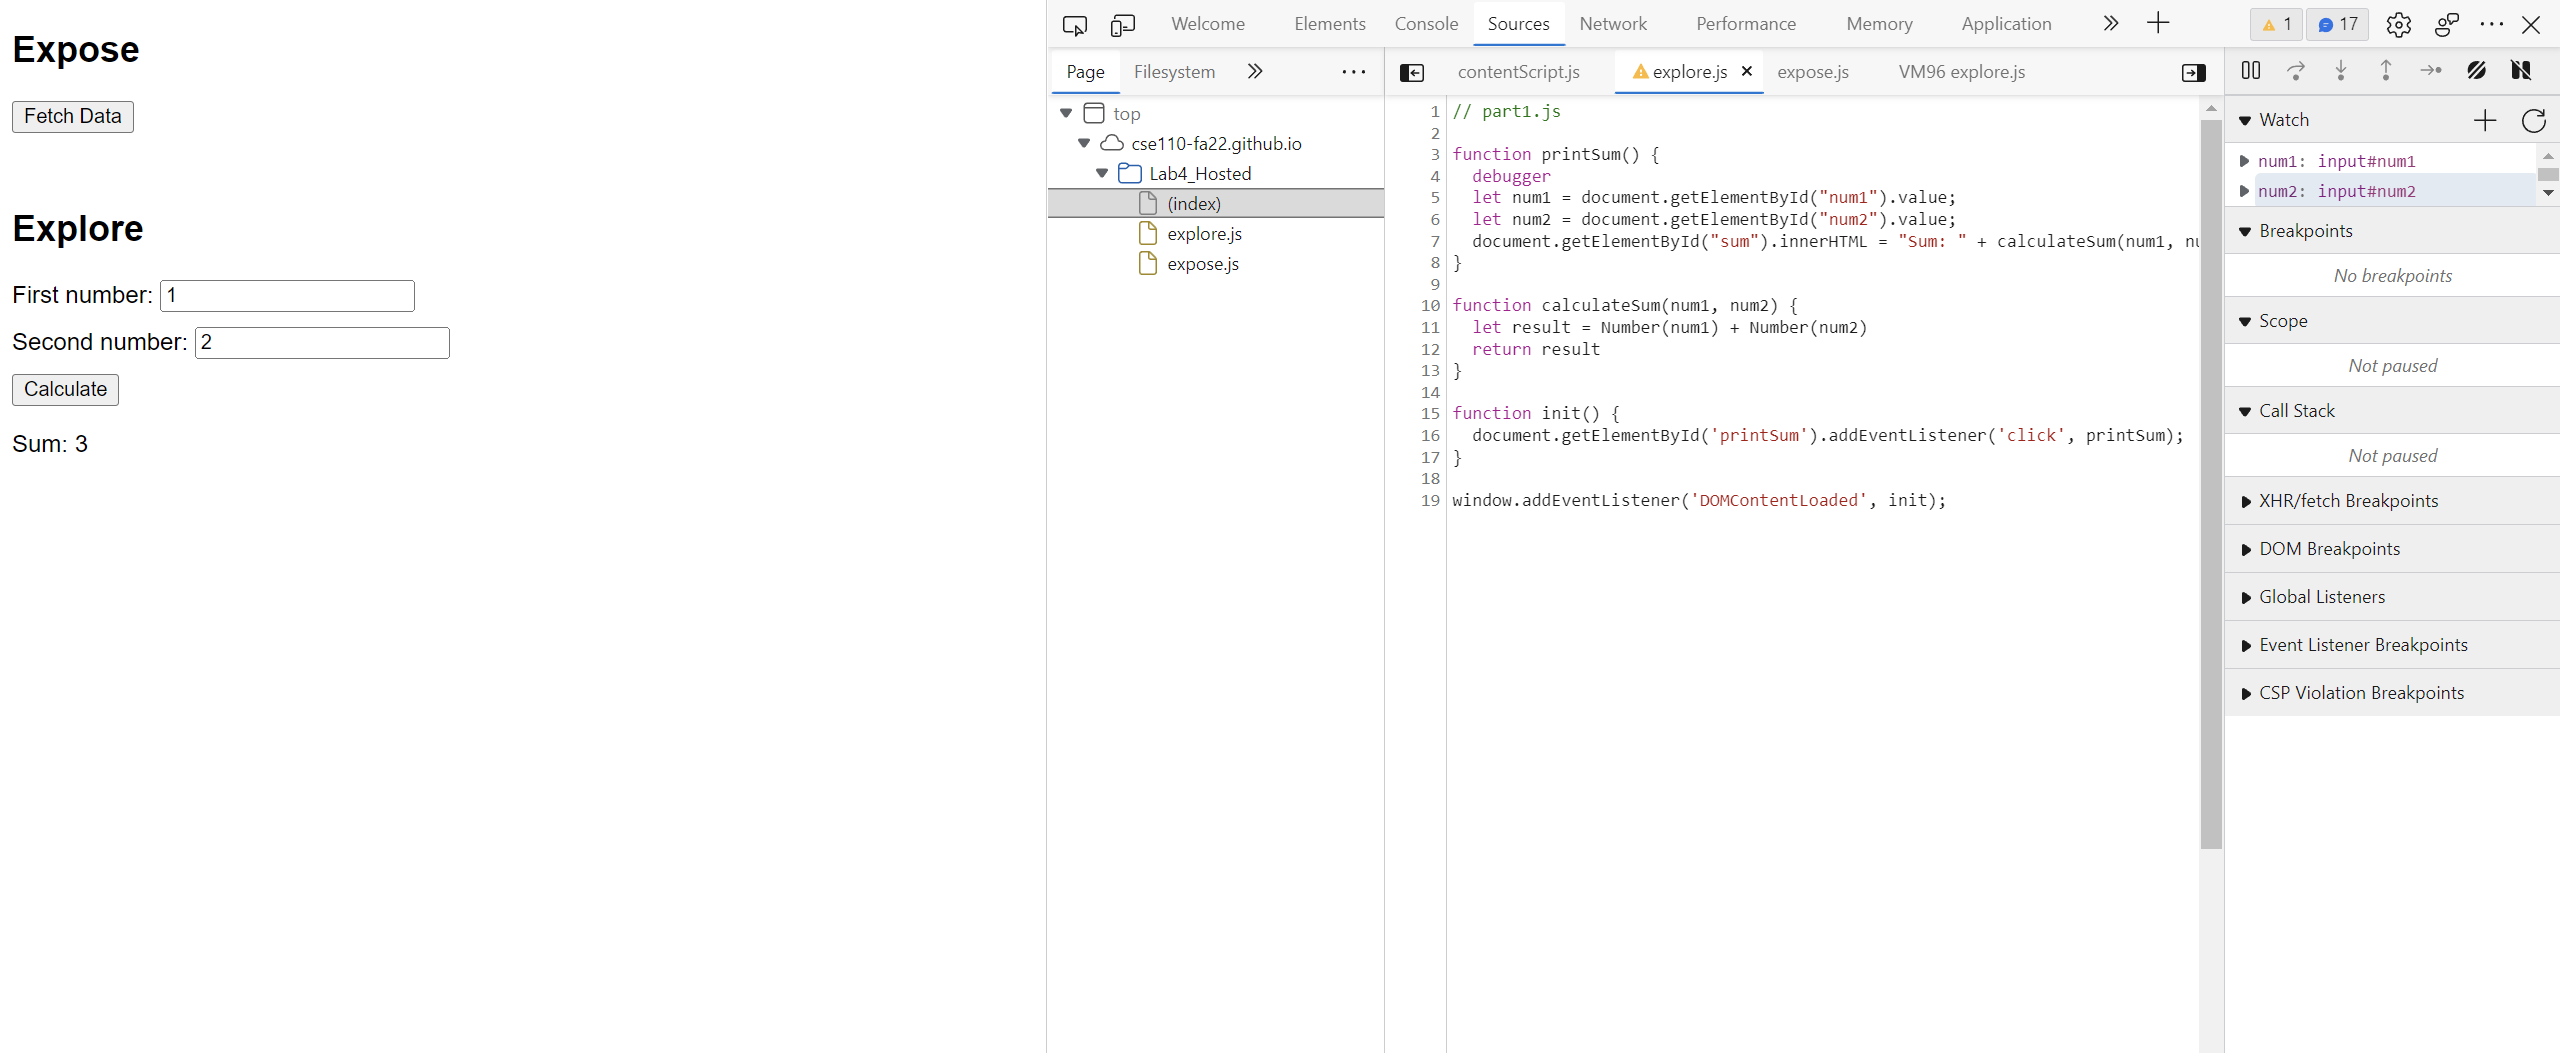 Expose
Fetch Data
Explore
First number: 1
Second number: 2
Calculate
Sum: 3
Welcome Elements Console Sources Network Performance Memory Application 1 17
Page Filesystem
top
cse110-fa22.github.io
Lab4_Hosted
(index)
explore.js
expose.js
contentScript.js explore.js expose.js VM96 explore.js
1 // part1.js
2
3 function printSum() {
4 debugger
5 let num1 = document.getElementById("num1").value;
6 let num2 = document.getElementById("num2").value;
7 document.getElementById("sum").innerHTML = "Sum: " + calculateSum(num1, nu
8 }
9
10 function calculateSum(num1, num2) {
11 let result = Number(num1) + Number(num2)
12 return result
13 }
14
15 function init() {
16 document.getElementById('printSum').addEventListener('click', printSum);
17 }
18
19 window.addEventListener('DOMContentLoaded', init);
Watch
num1: input#num1
num2: input#num2
Breakpoints
No breakpoints
Scope
Not paused
Call Stack
Not paused
XHR/fetch Breakpoints
DOM Breakpoints
Global Listeners
Event Listener Breakpoints
CSP Violation Breakpoints